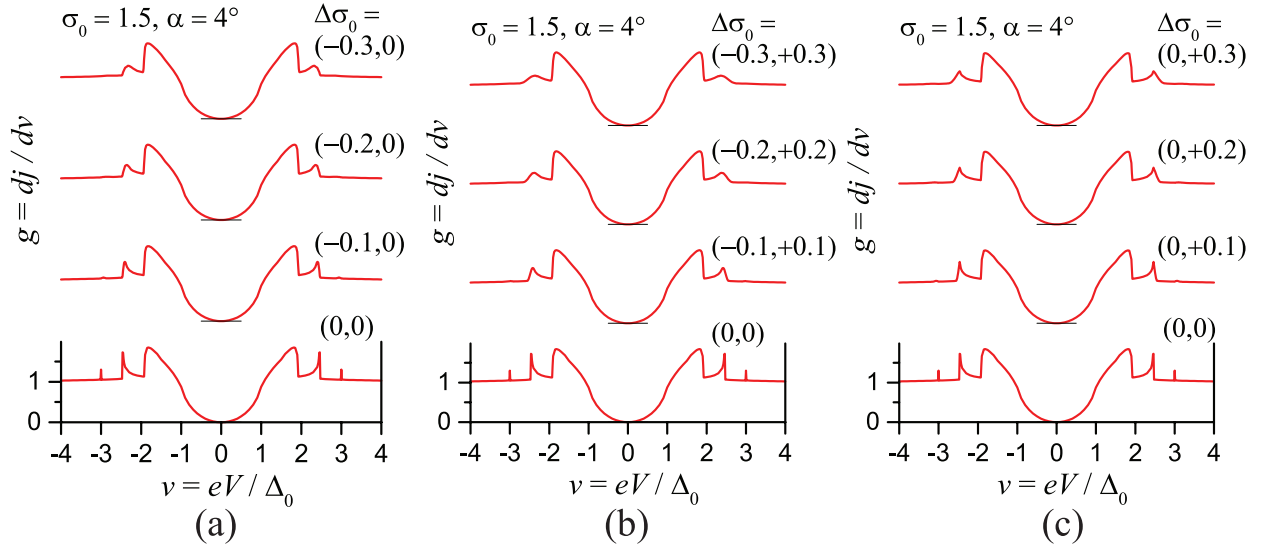 σ₀ = 1.5, α = 4° Δσ₀ =
(−0.3,0)
(−0.2,0)
(−0.1,0)
(0,0)
g = dj / dv
1
0
-4 -3 -2 -1 0 1 2 3 4
v = eV / Δ₀
(a)
σ₀ = 1.5, α = 4° Δσ₀ =
(−0.3,+0.3)
(−0.2,+0.2)
(−0.1,+0.1)
(0,0)
g = dj / dv
1
0
-4 -3 -2 -1 0 1 2 3 4
v = eV / Δ₀
(b)
σ₀ = 1.5, α = 4° Δσ₀ =
(0,+0.3)
(0,+0.2)
(0,+0.1)
(0,0)
g = dj / dv
1
0
-4 -3 -2 -1 0 1 2 3 4
v = eV / Δ₀
(c)